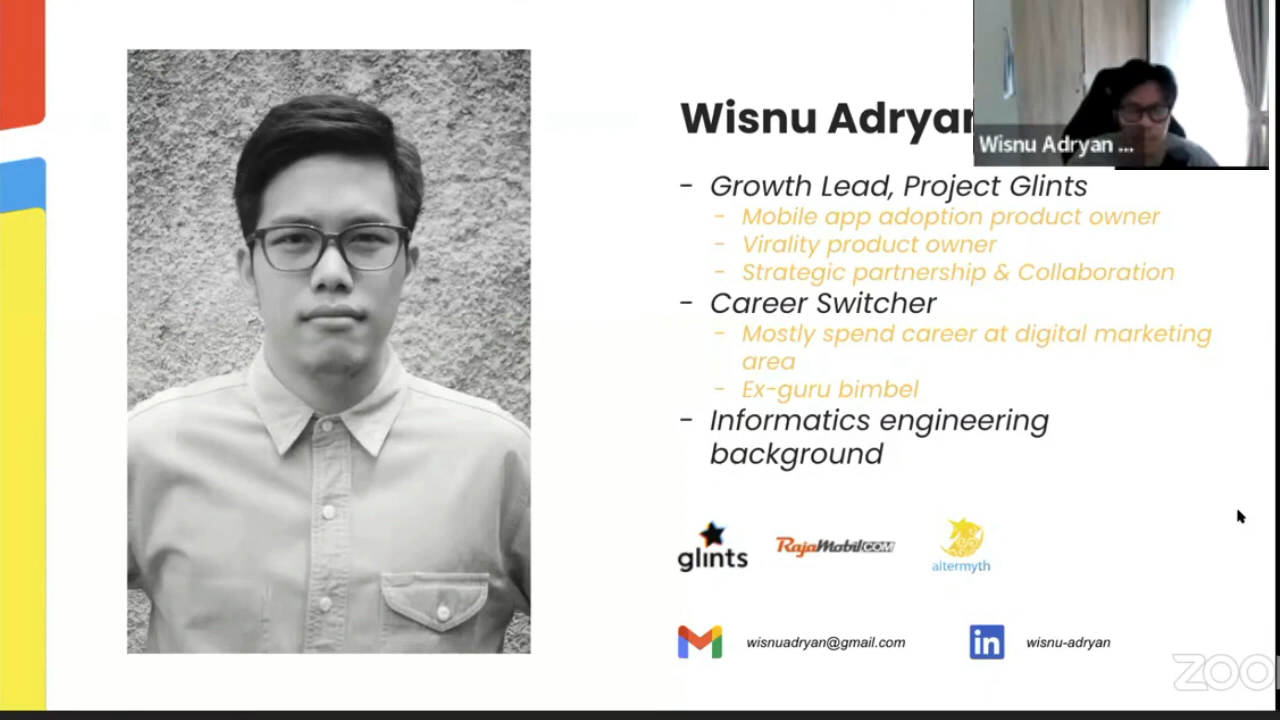 Wisnu Adryan
Wisnu Adryan ...
- Growth Lead, Project Glints
- Mobile app adoption product owner
- Virality product owner
- Strategic partnership & Collaboration
- Career Switcher
- Mostly spend career at digital marketing
area
- Ex-guru bimbel
- Informatics engineering
background
glints
RajaMobil.COM
altermyth
wisnuadryan@gmail.com
in
wisnu-adryan
zoom